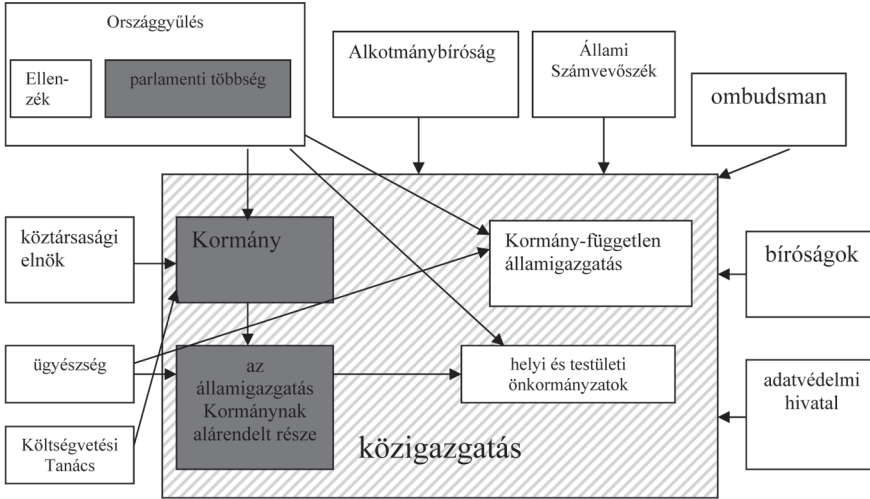 Országgyűlés
Ellen-
zék
parlamenti többség
Alkotmánybíróság
Állami
Számvevőszék
ombudsman
köztársasági
elnök
Kormány
Kormány-független
államigazgatás
bíróságok
ügyészség
az
államigazgatás
Kormánynak
alárendelt része
helyi és testületi
önkormányzatok
adatvédelmi
hivatal
Költségvetési
Tanács
közigazgatás